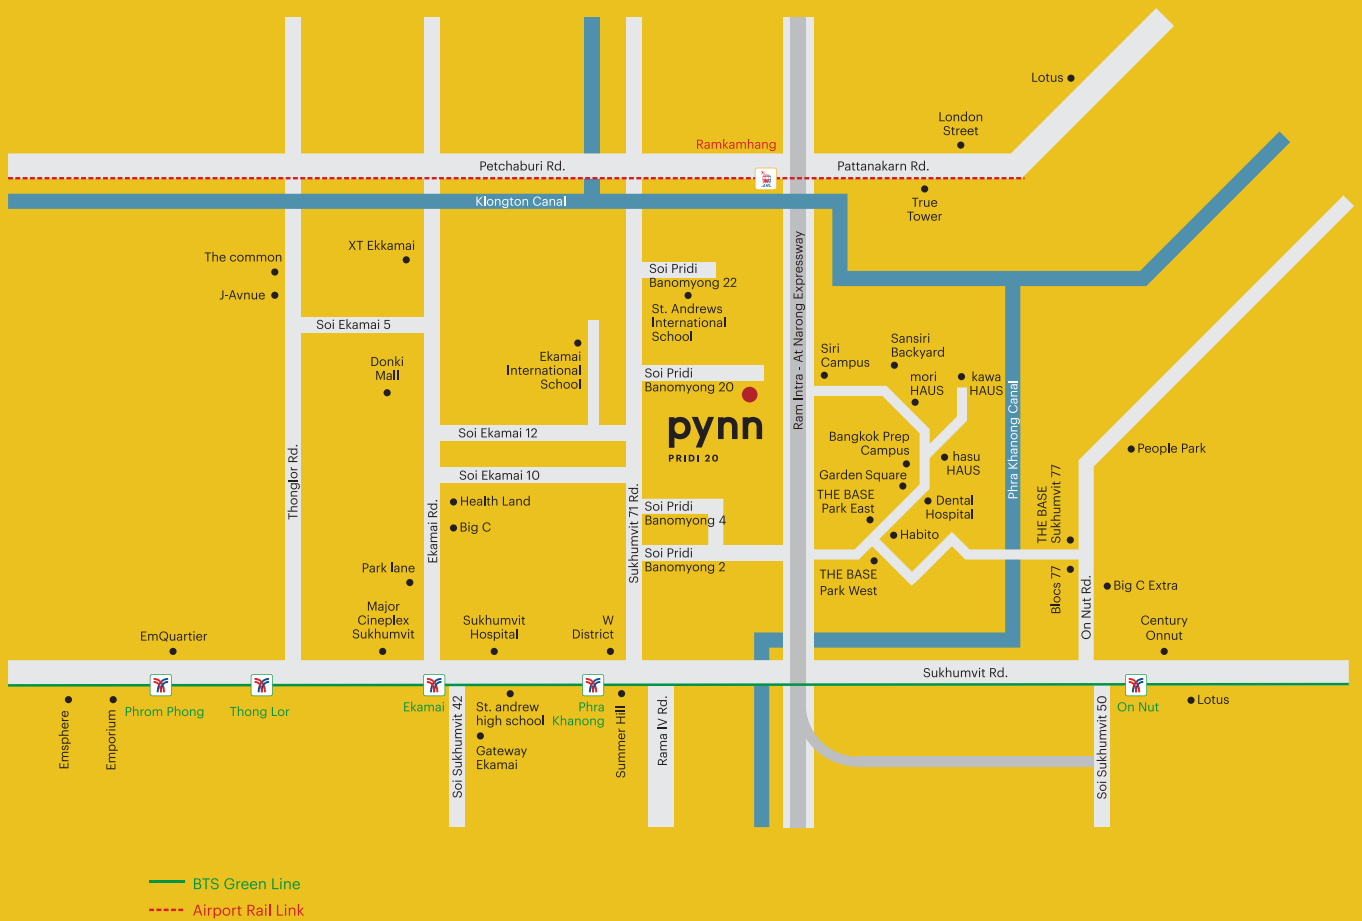 Lotus
London
Street
Ramkamhang
Petchaburi Rd.
Pattanakarn Rd.
Klongton Canal
True
Tower
XT Ekkamai
The common
J-Avnue
Soi Pridi
Banomyong 22
St. Andrews
International
School
Soi Ekamai 5
Ekamai
International
School
Donki
Mall
Soi Pridi
Banomyong 20
pynn
PRIDI 20
Ram Intra - At Narong Expressway
Siri
Campus
Sansiri
Backyard
mori
HAUS
kawa
HAUS
Phra Khanong Canal
Soi Ekamai 12
Soi Ekamai 10
Bangkok Prep
Campus
hasu
HAUS
Garden Square
THE BASE
Park East
Dental
Hospital
Habito
THE BASE
Park West
People Park
THE BASE
Sukhumvit 77
Blocs 77
Big C Extra
On Nut Rd.
Century
Onnut
Thonglor Rd.
Ekamai Rd.
Health Land
Big C
Sukhumvit 71 Rd.
Soi Pridi
Banomyong 4
Soi Pridi
Banomyong 2
Park lane
Major
Cineplex
Sukhumvit
Sukhumvit
Hospital
W
District
EmQuartier
Sukhumvit Rd.
Emsphere
Emporium
Phrom Phong
Thong Lor
Ekamai
Soi Sukhumvit 42
St. andrew
high school
Gateway
Ekamai
Phra
Khanong
Summer Hill
Rama IV Rd.
Soi Sukhumvit 50
On Nut
Lotus
BTS Green Line
Airport Rail Link